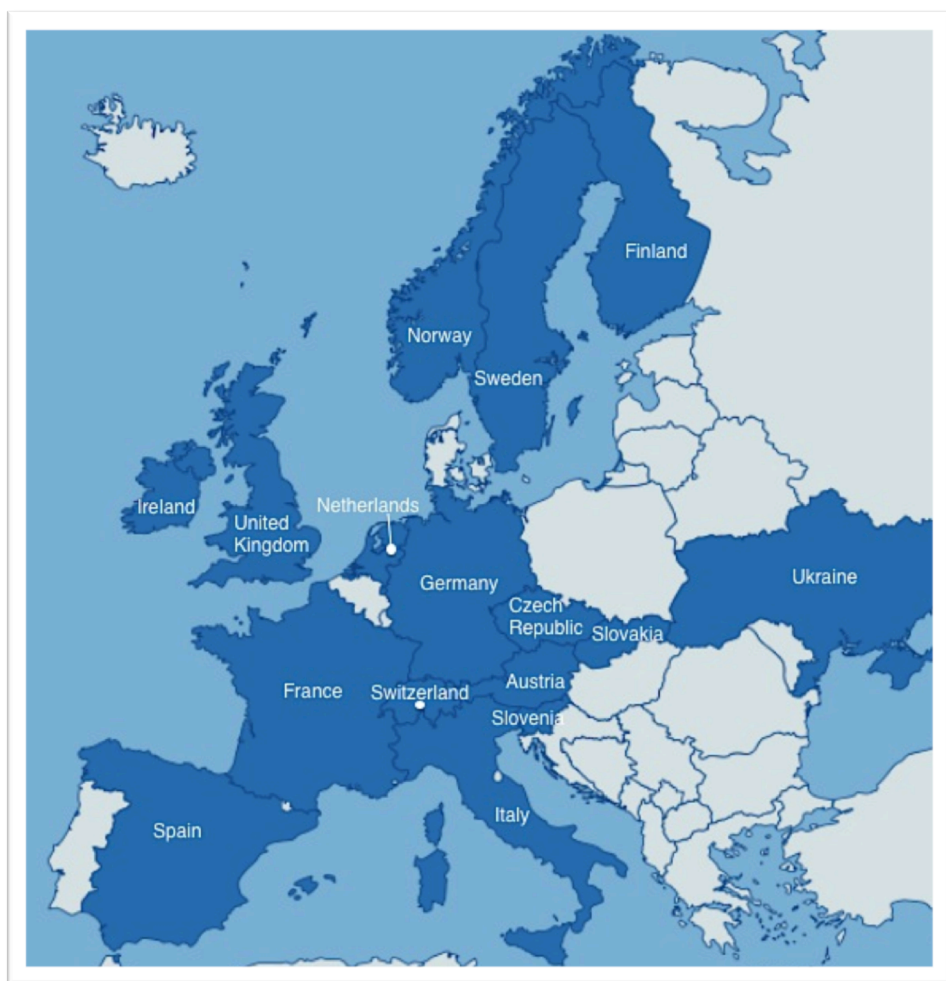 Finland
Norway
Sweden
Netherlands
Ireland
United
Kingdom
Germany
Ukraine
Czech
Republic
Slovakia
Austria
France
Switzerland
Slovenia
Italy
Spain